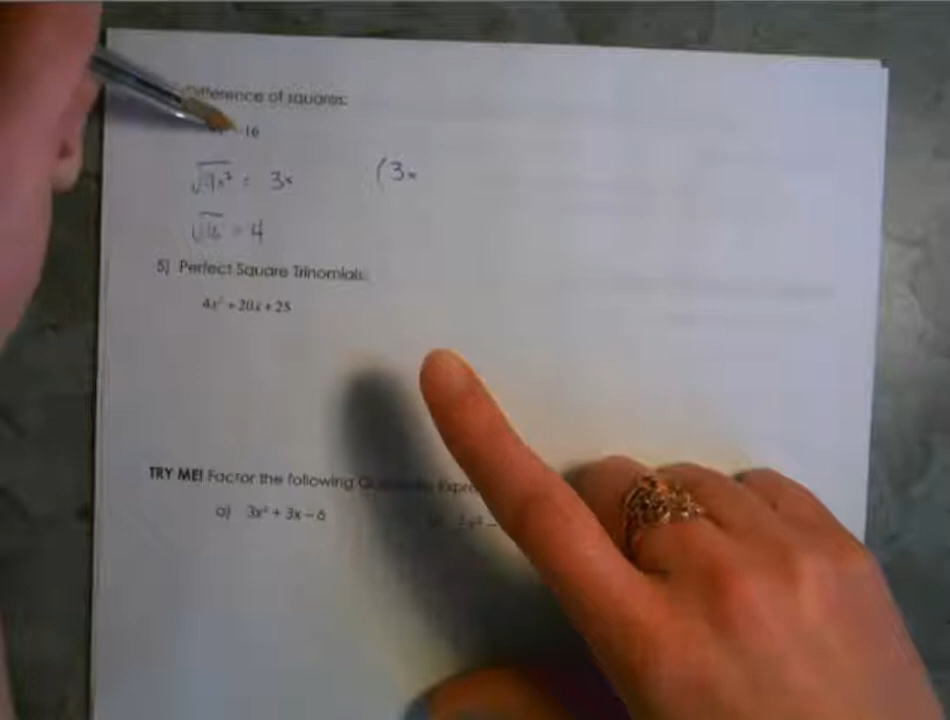 Difference of squares:
- 16
√9x² = 3x (3x
√16 = 4
5) Perfect Square Trinomials:
4x² + 20x + 25
TRY ME! Factor the following
a) 3x² + 3x – 6